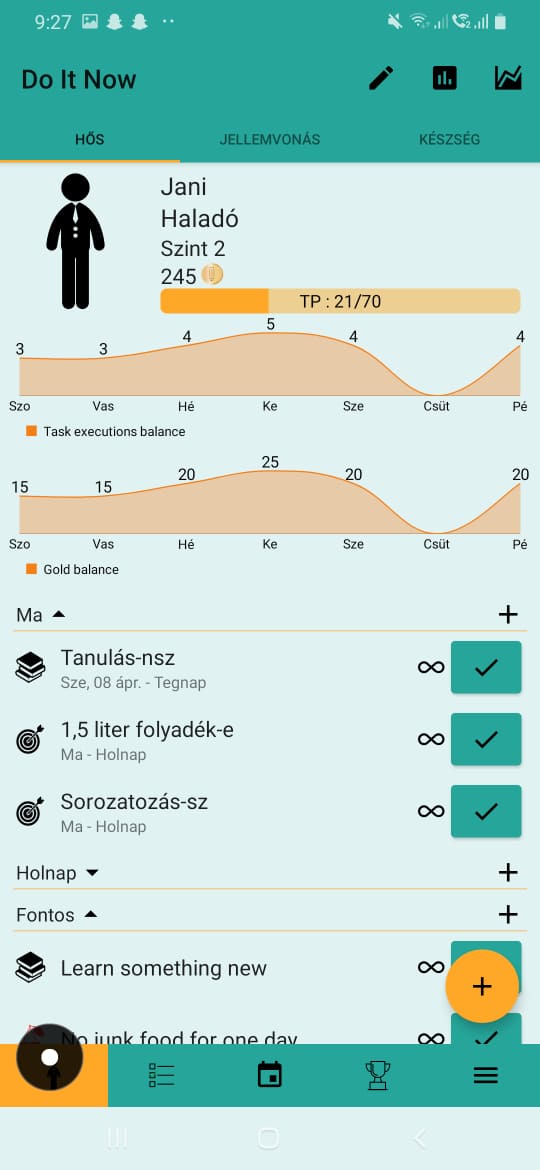 9:27
Do It Now
HŐS JELLEMVONÁS KÉSZSÉG
Jani
Haladó
Szint 2
245
TP : 21/70
3 3 4 5 4 4
Szo Vas Hé Ke Sze Csüt Pé
Task executions balance
15 15 20 25 20 20
Szo Vas Hé Ke Sze Csüt Pé
Gold balance
Ma
Tanulás-nsz
Sze, 08 ápr. - Tegnap
1,5 liter folyadék-e
Ma - Holnap
Sorozatozás-sz
Ma - Holnap
Holnap
Fontos
Learn something new
No junk food for one day